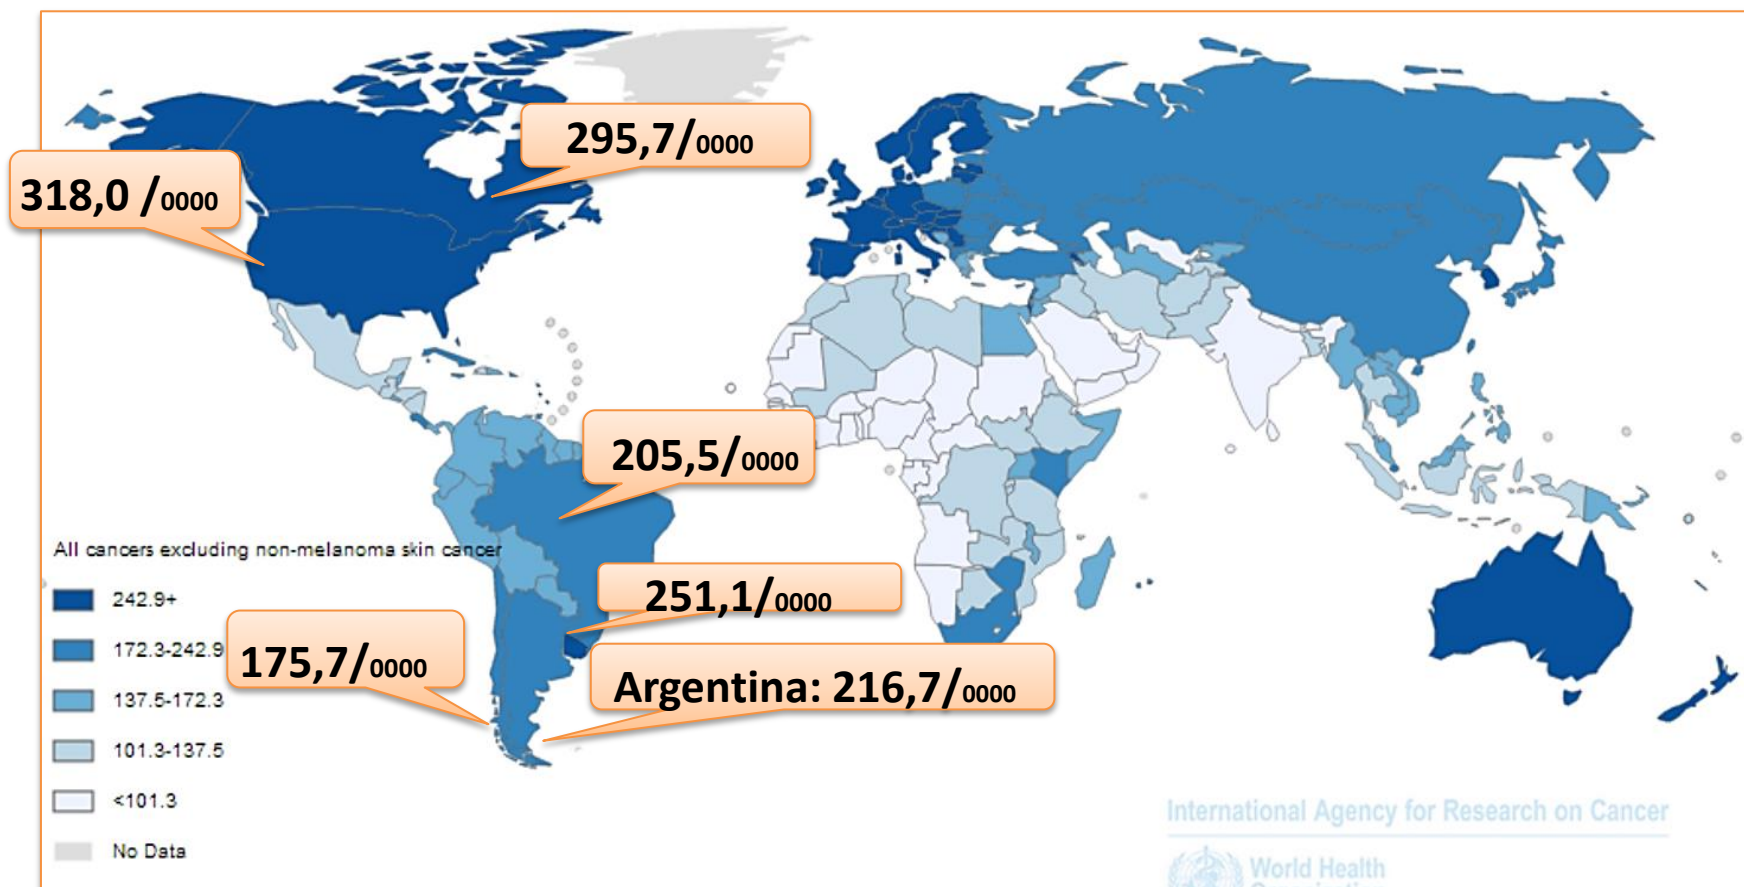 295,7/0000
318,0 /0000
205,5/0000
All cancers excluding non-melanoma skin cancer
242.9+
251,1/0000
172.3-242.9
175,7/0000
Argentina: 216,7/0000
137.5-172.3
101.3-137.5
<101.3
No Data
International Agency for Research on Cancer
World Health